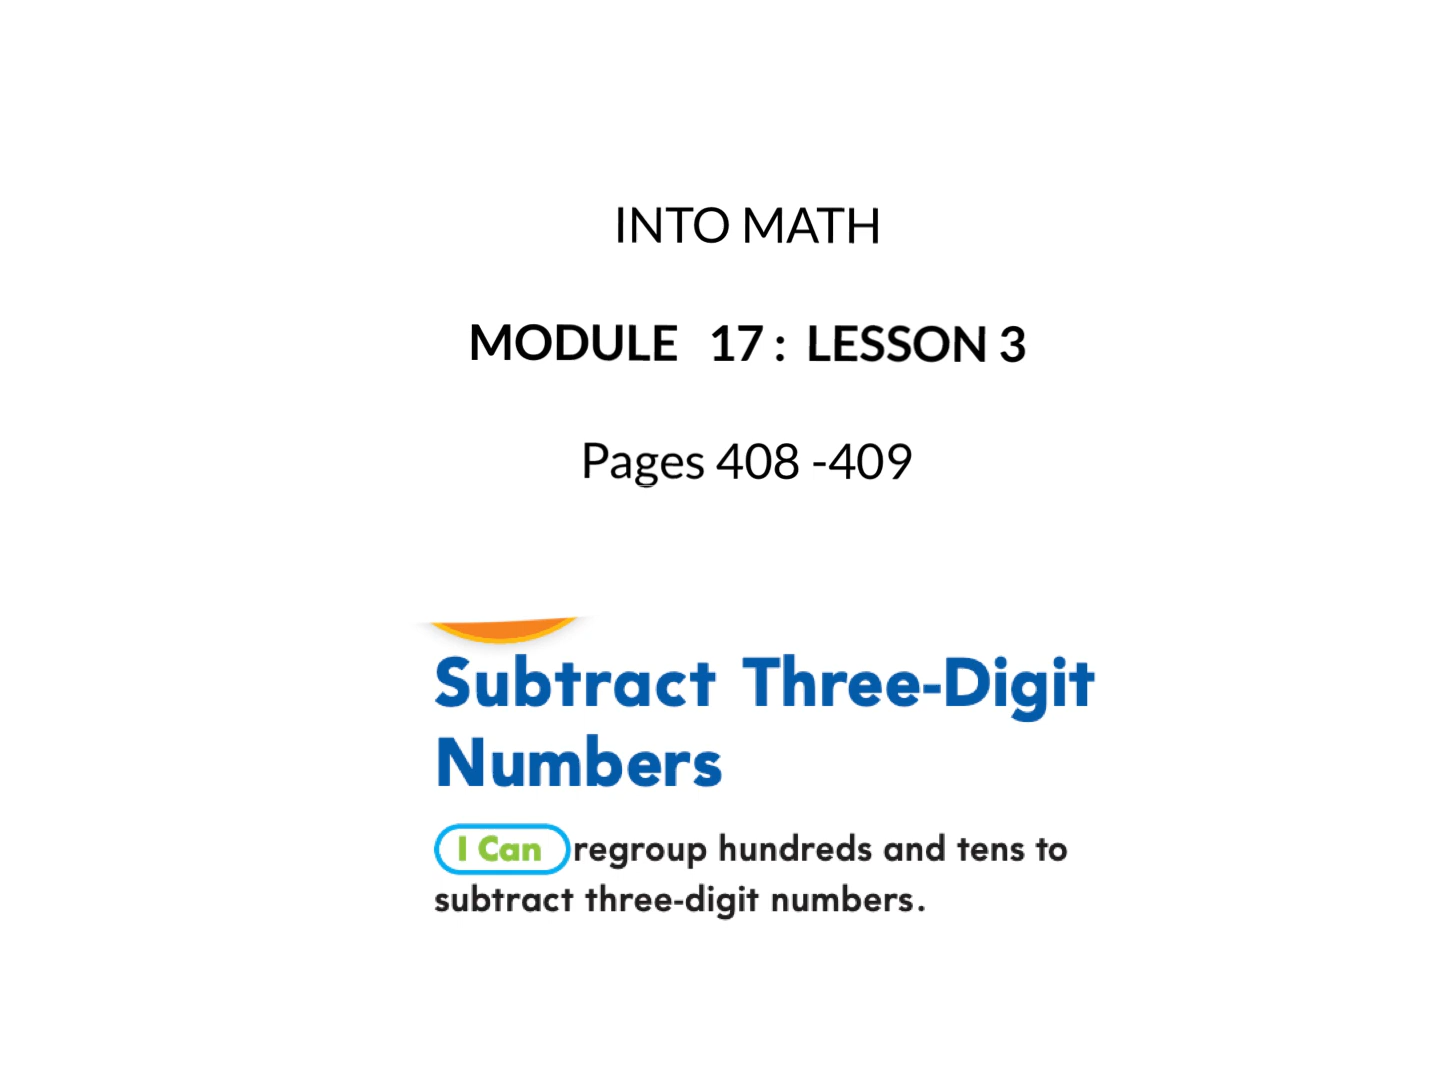 INTO MATH
MODULE 17 : LESSON 3
Pages 408 -409
Subtract Three-Digit
Numbers
I Can regroup hundreds and tens to
subtract three-digit numbers.